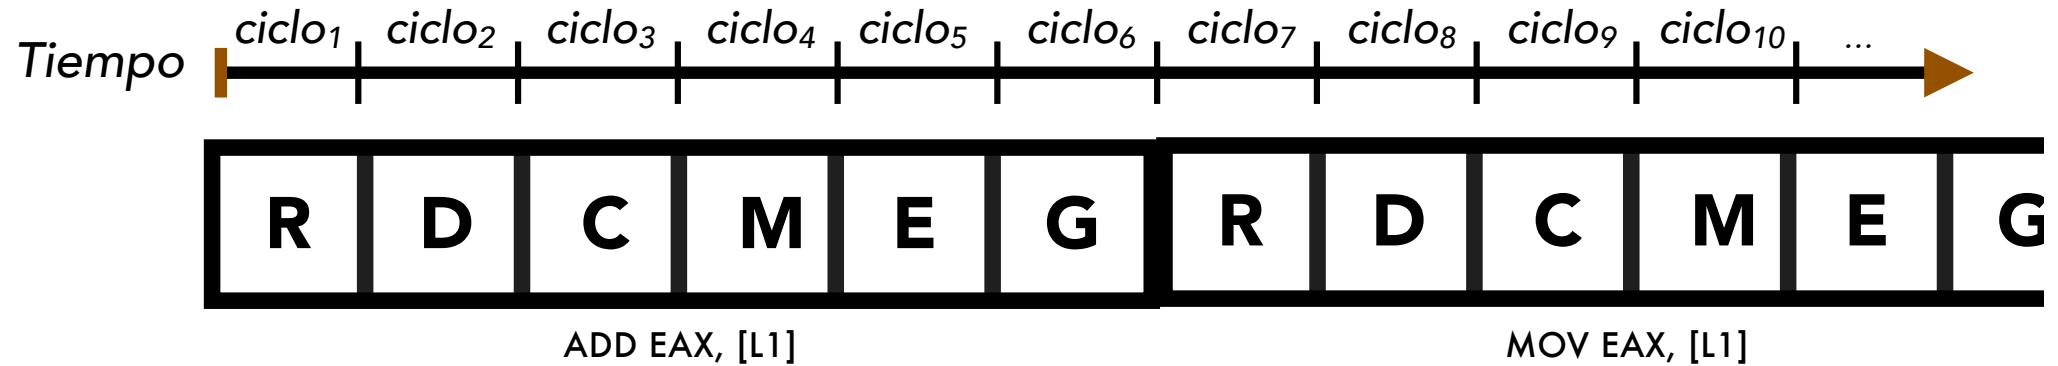 Tiempo ciclo1 ciclo2 ciclo3 ciclo4 ciclo5 ciclo6 ciclo7 ciclo8 ciclo9 ciclo10 ...
R D C M E G R D C M E G
ADD EAX, [L1] MOV EAX, [L1]